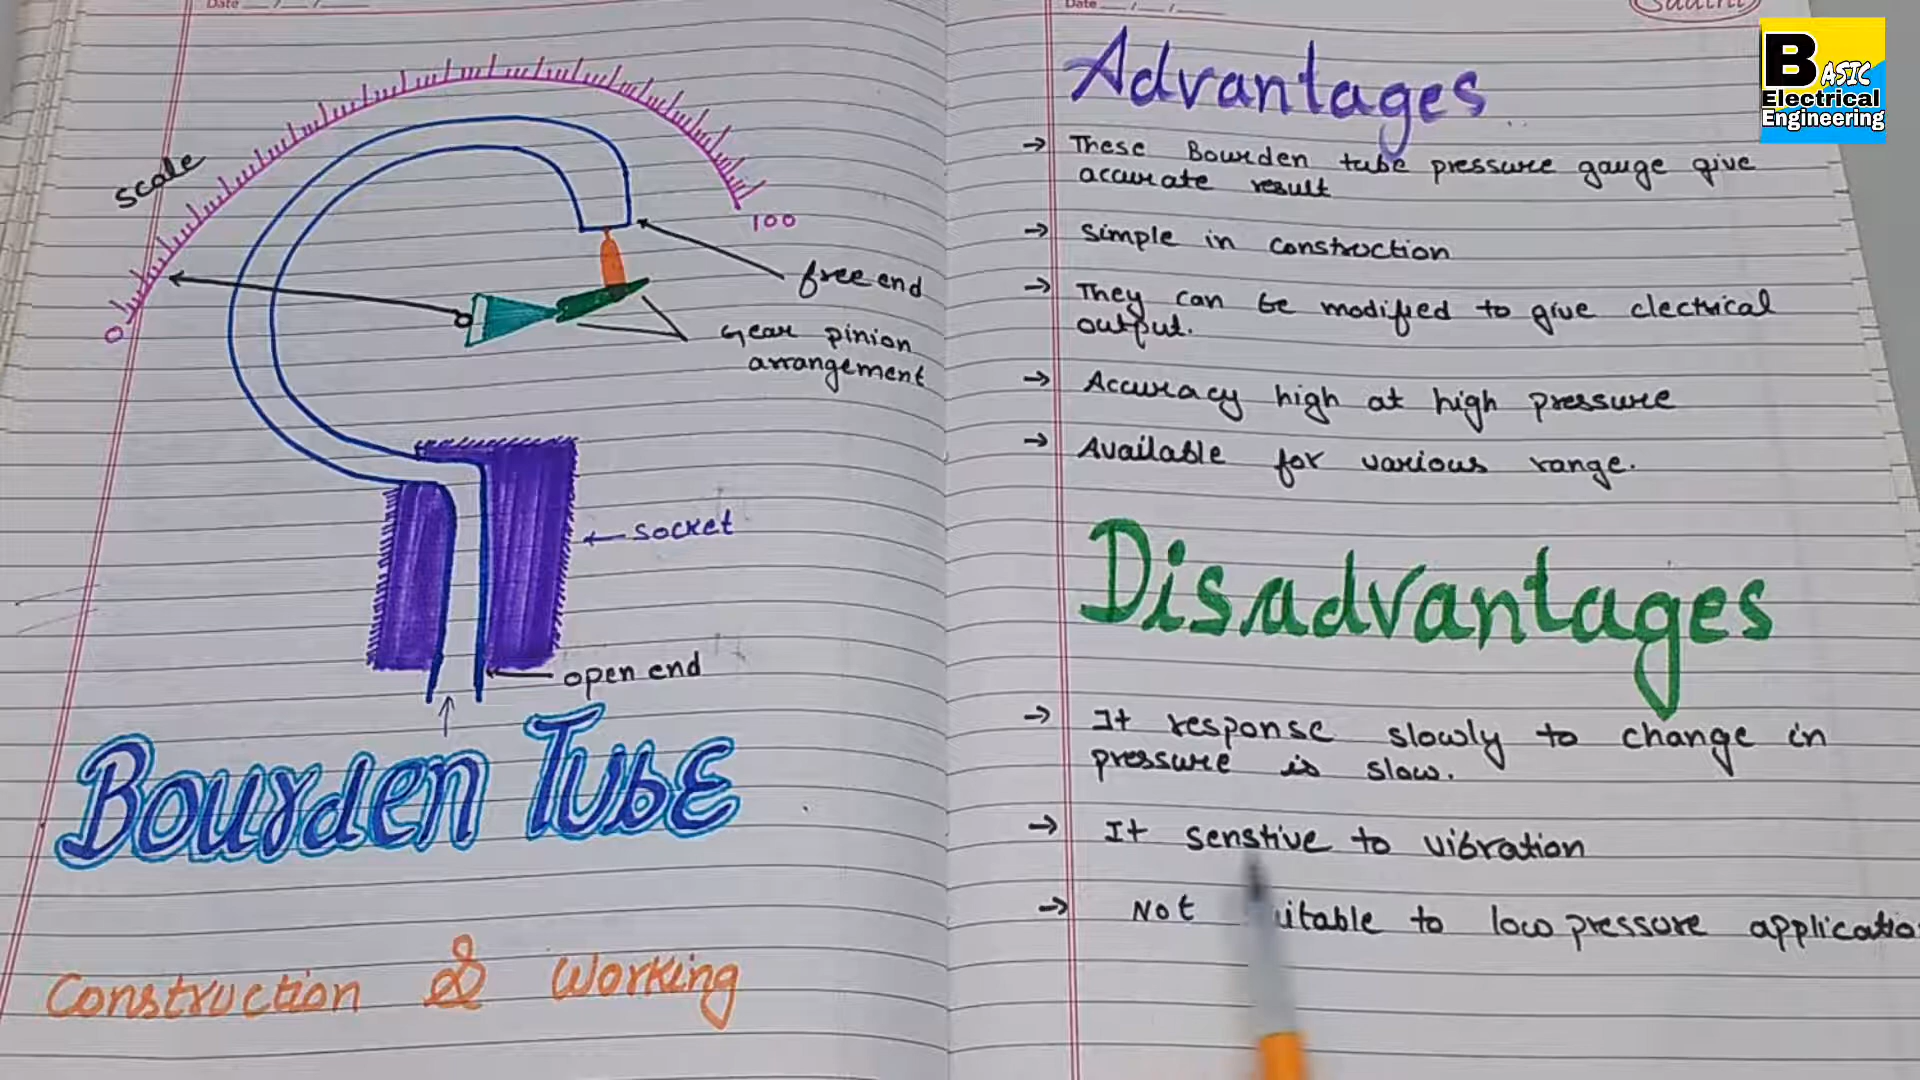 Date
scale
0
100
free end
Gear pinion
arrangement
socket
open end
Bourden Tube
Construction & Working
Date
Saathi
BASIC
Electrical
Engineering
Advantages
→ These Bourden tube pressure gauge give
accurate result
→ Simple in construction
→ They can be modified to give electrical
output.
→ Accuracy high at high pressure
→ Available for various range.
Disadvantages
→ It response slowly to change in
pressure is slow.
→ It senstive to vibration
→ Not uitable to low pressure applicatio